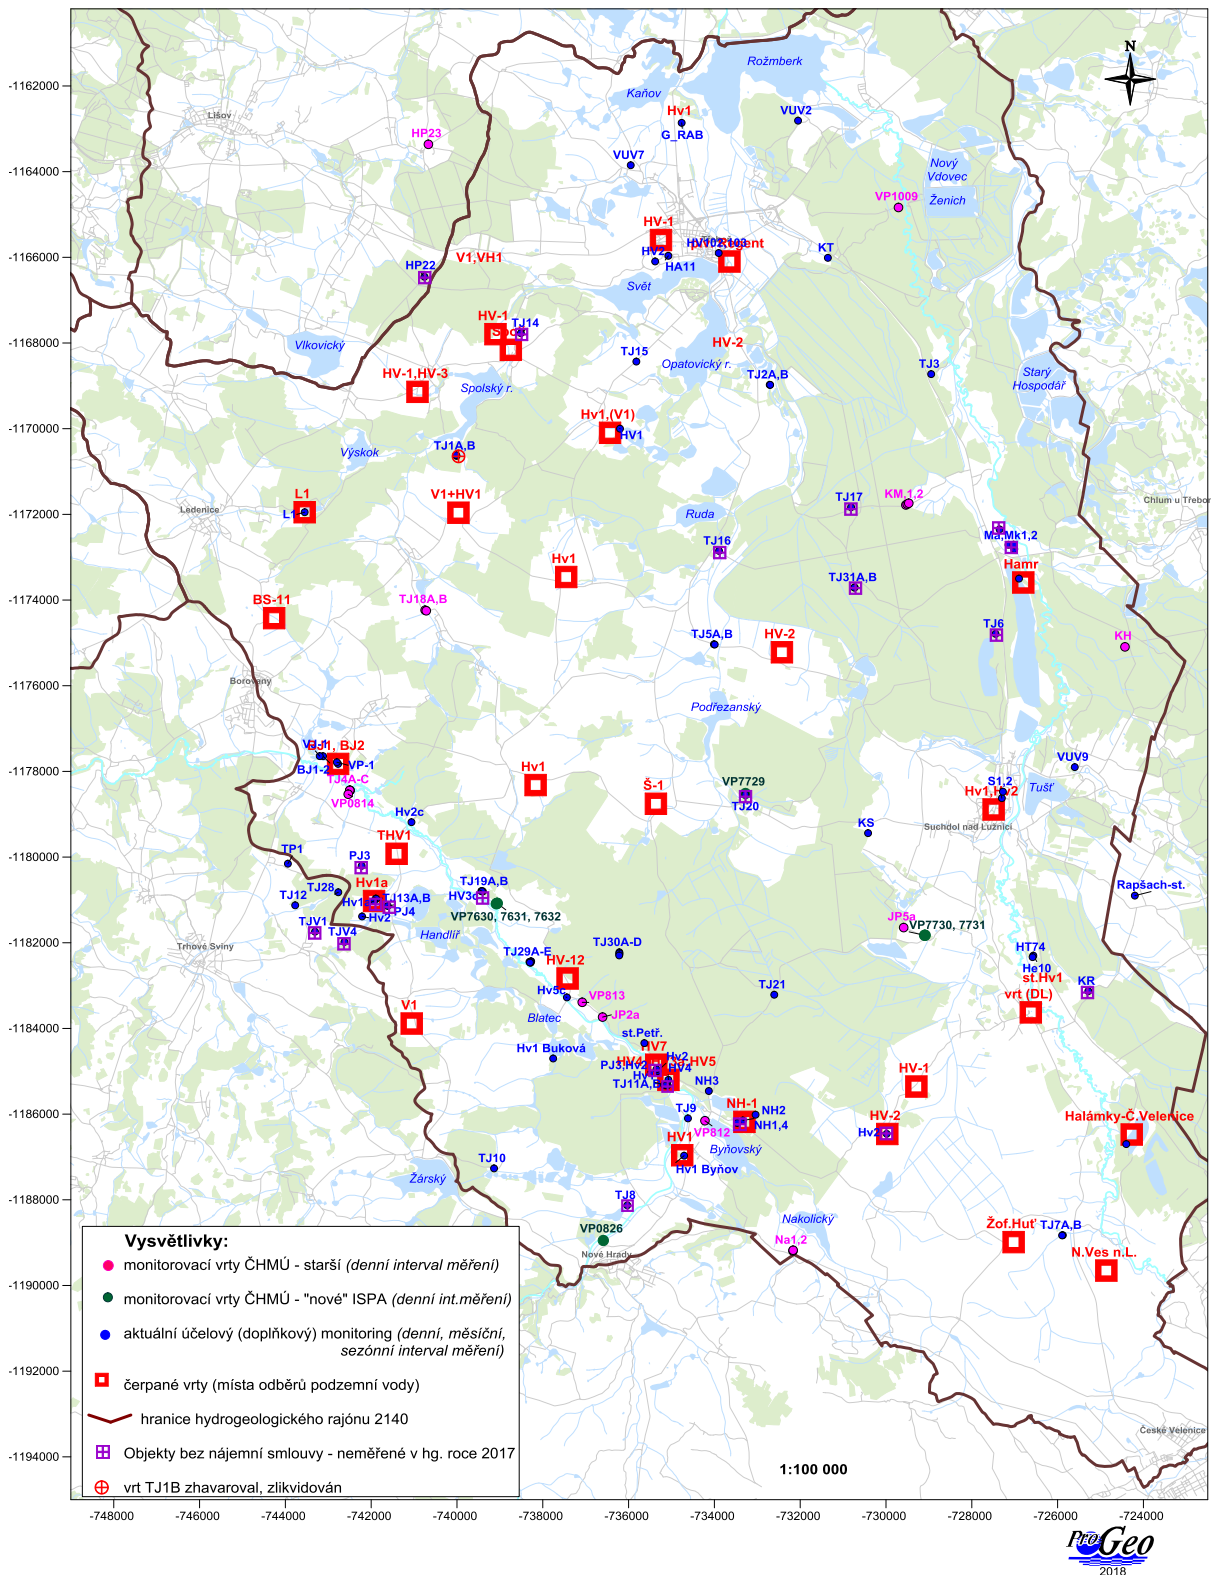 -1162000
-1164000
-1166000
-1168000
-1170000
-1172000
-1174000
-1176000
-1178000
-1180000
-1182000
-1184000
-1186000
-1188000
-1190000
-1192000
-1194000
N
Rožmberk
Kaňov
Hv1
VUV2
G_RAB
Lišov
HP23
VUV7
Nový
Vdovec
Ženich
VP1009
HV-1
HV2
HA11
KT
V1,VH1
HP22
Svět
HV-1
TJ14
HV-2
Vlkovický
TJ15
Opatovický r.
TJ2A,B
TJ3
Starý
Hospodář
HV-1,HV-3
Spolský r.
Hv1,(V1)
HV1
TJ1A,B
Výskok
L1
L1
V1+HV1
Ledenice
TJ17
KM,1,2
Chlum u Třebor
Ruda
TJ16
Ma,Mk1,2
Hamr
Hv1
TJ31A,B
BS-11
TJ18A,B
TJ6
KH
TJ5A,B
HV-2
Borovany
Podřezanský
BJ1, BJ2
VP-1
BJ1-2
TJ4A-C
VP0814
Hv1
Š-1
VP7729
TJ20
VUV9
S1,2
Tušť
Hv1,Hv2
Suchdol nad Lužnicí
KS
Hv2c
THV1
TP1
PJ3
TJ28
TJ12
Hv1a
TJ13A,B
PJ4
Hv2
TJ19A,B
HV3c
VP7630, 7631, 7632
Rapšach-st.
TJV1
TJV4
Handlíř
Trhové Sviny
JP5a
VP7730, 7731
TJ30A-D
TJ29A-E
HV-12
Hv5c
VP813
JP2a
HT74
He10
st.Hv1
vrt (DL)
KR
TJ21
V1
Blatec
st.Petř.
Hv1 Buková
HV7
Hv2
HV4
TJ11A,B
NH3
HV-1
NH-1
NH2
NH1,4
TJ9
VP812
HV-2
Hv2
Halámky-Č.Velenice
HV1
Hv1 Byňov
Byňovský
TJ10
Žárský
TJ8
VP0826
Nové Hrady
Nakolický
Na1,2
Žof.Huť
TJ7A,B
N.Ves n.L.
České Velenice
Vysvětlivky:
monitorovací vrty ČHMÚ - starší (denní interval měření)
monitorovací vrty ČHMÚ - "nové" ISPA (denní int.měření)
aktuální účelový (doplňkový) monitoring (denní, měsíční,
sezónní interval měření)
čerpané vrty (místa odběrů podzemní vody)
hranice hydrogeologického rajónu 2140
Objekty bez nájemní smlouvy - neměřené v hg. roce 2017
vrt TJ1B zhavaroval, zlikvidován
1:100 000
-748000
-746000
-744000
-742000
-740000
-738000
-736000
-734000
-732000
-730000
-728000
-726000
-724000
ProGeo
2018